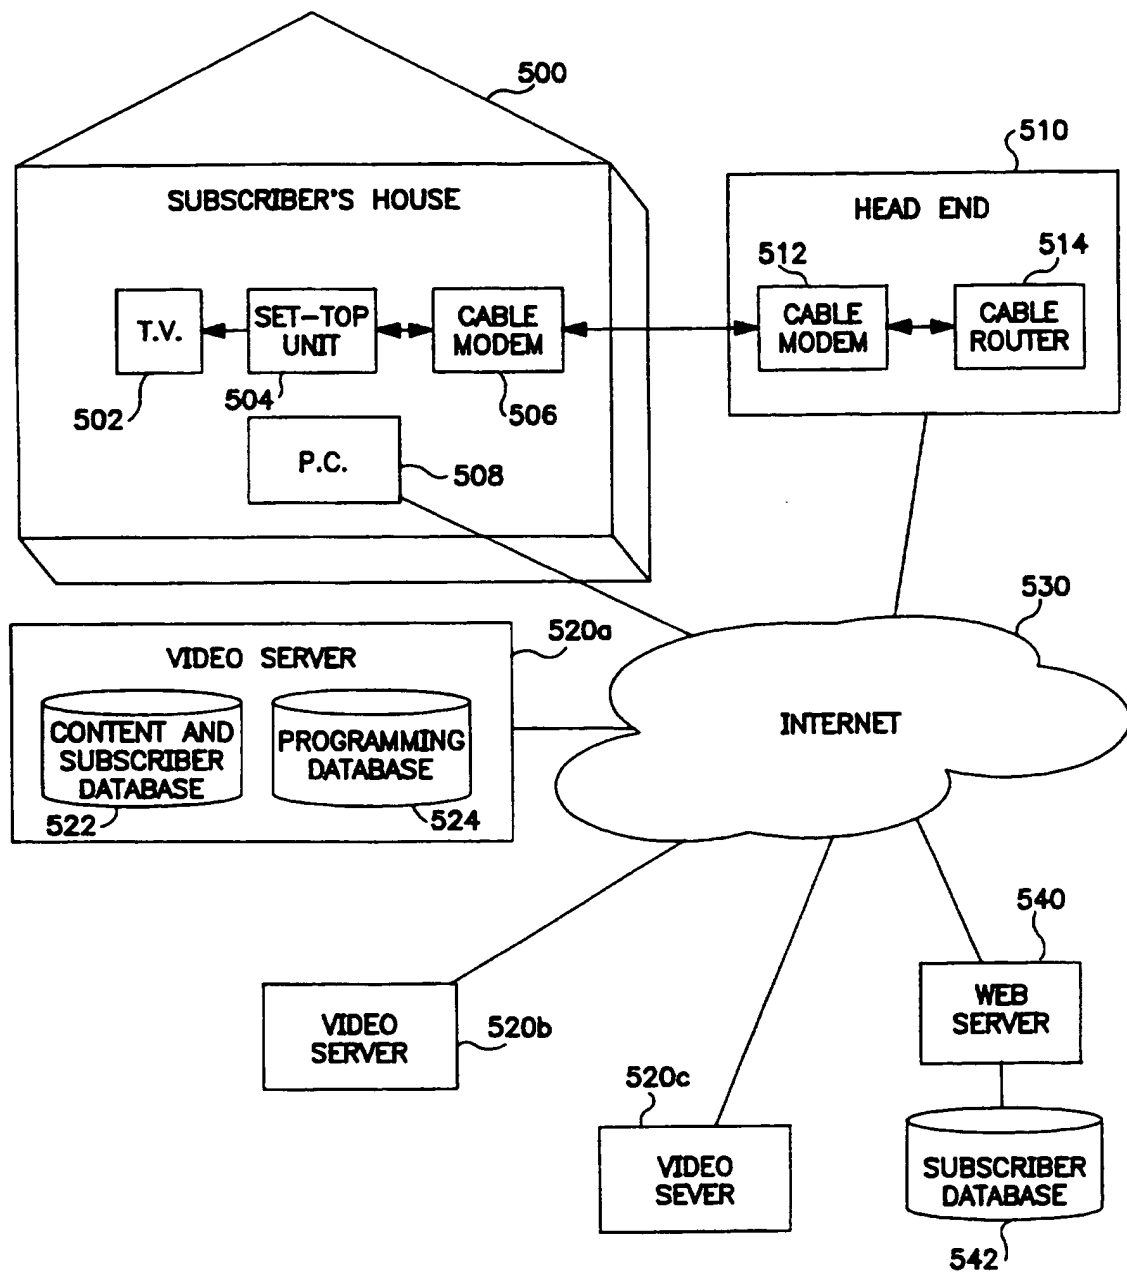 500
SUBSCRIBER'S HOUSE
T.V.
SET-TOP
UNIT
CABLE
MODEM
502
504
506
P.C.
508
510
HEAD END
512
514
CABLE
MODEM
CABLE
ROUTER
530
INTERNET
520a
VIDEO SERVER
CONTENT AND
SUBSCRIBER
DATABASE
PROGRAMMING
DATABASE
522
524
VIDEO
SERVER
520b
520c
VIDEO
SEVER
540
WEB
SERVER
SUBSCRIBER
DATABASE
542